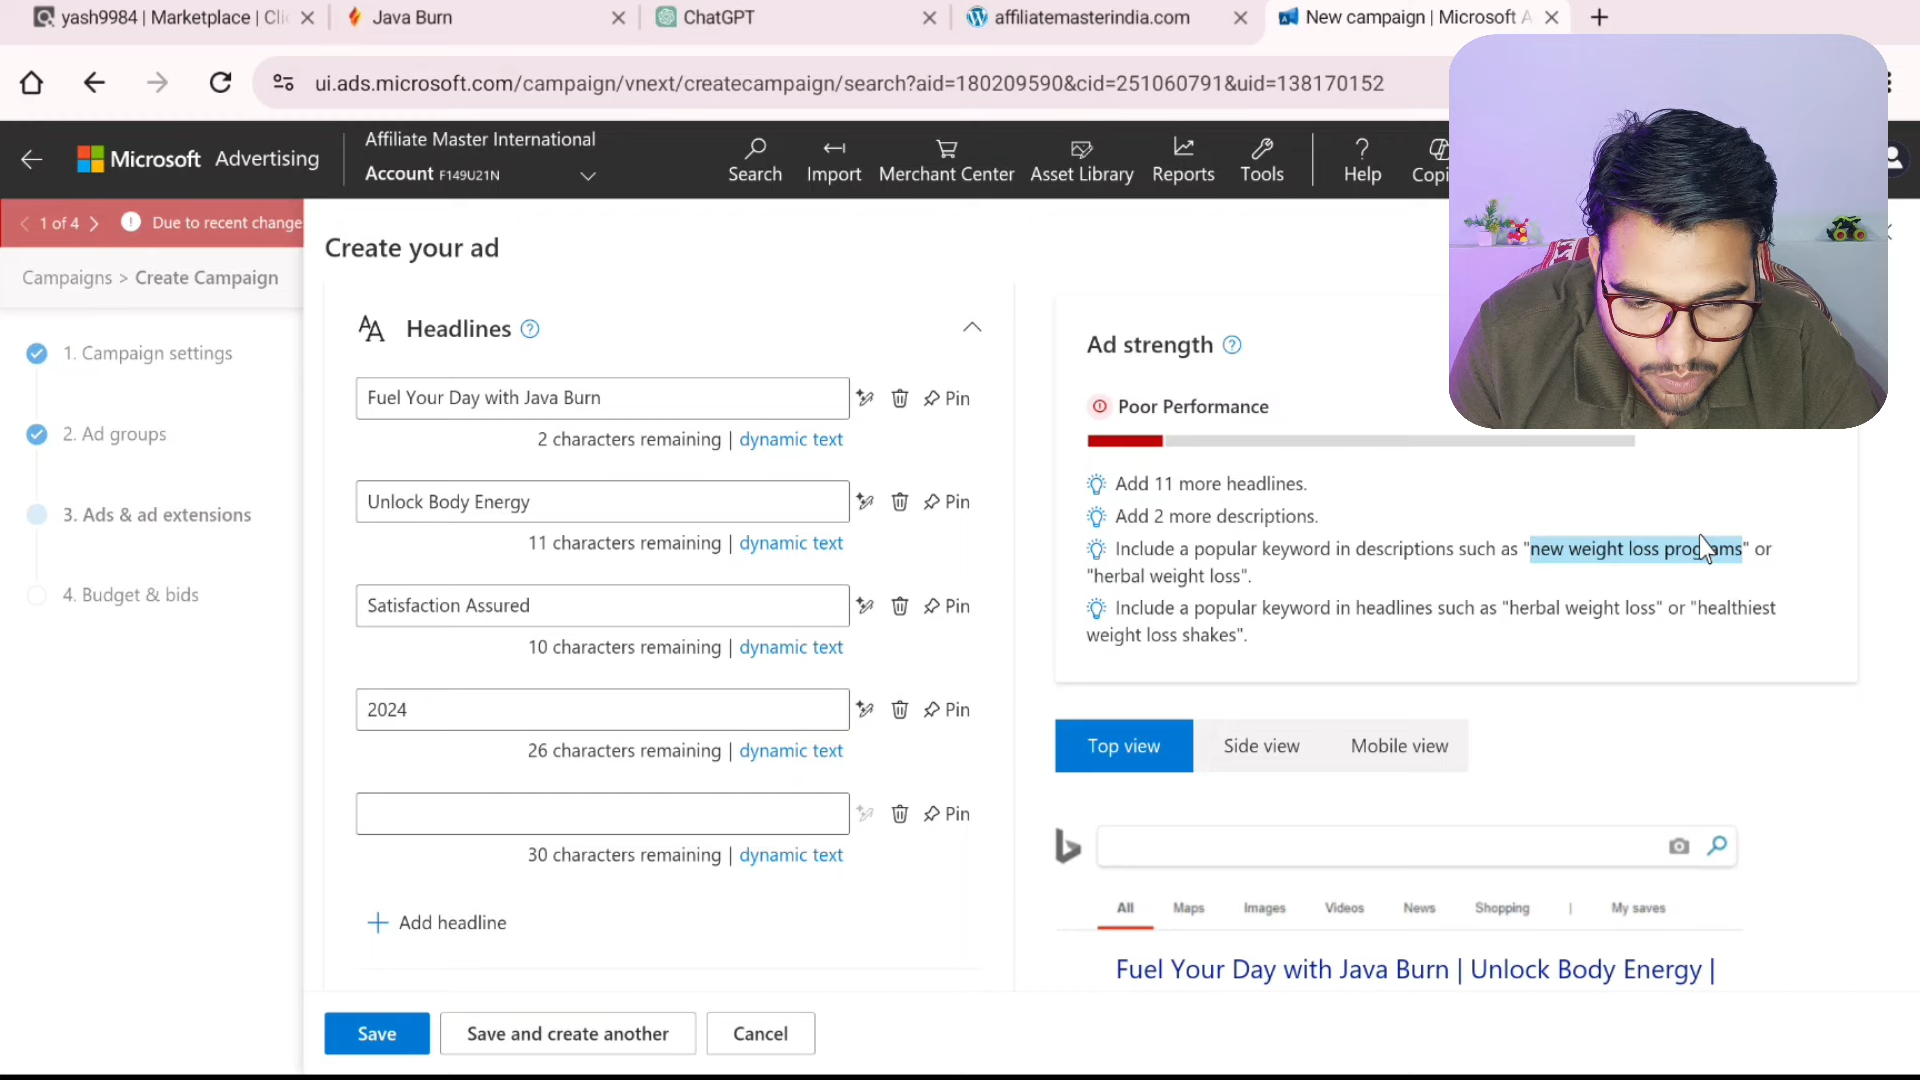 yash9984 | Marketplace | Cli
Java Burn
ChatGPT
affiliatemasterindia.com
New campaign | Microsoft A
ui.ads.microsoft.com/campaign/vnext/createcampaign/search?aid=180209590&cid=251060791&uid=138170152
Microsoft Advertising
Affiliate Master International
Account F149U21N
Search
Import
Merchant Center
Asset Library
Reports
Tools
Help
Copi
1 of 4
Due to recent change
Campaigns > Create Campaign
1. Campaign settings
2. Ad groups
3. Ads & ad extensions
4. Budget & bids
Create your ad
Headlines
Fuel Your Day with Java Burn
Pin
2 characters remaining | dynamic text
Unlock Body Energy
Pin
11 characters remaining | dynamic text
Satisfaction Assured
Pin
10 characters remaining | dynamic text
2024
Pin
26 characters remaining | dynamic text
Pin
30 characters remaining | dynamic text
Add headline
Save
Save and create another
Cancel
Ad strength
Poor Performance
Add 11 more headlines.
Add 2 more descriptions.
Include a popular keyword in descriptions such as "new weight loss programs" or
"herbal weight loss".
Include a popular keyword in headlines such as "herbal weight loss" or "healthiest
weight loss shakes".
Top view
Side view
Mobile view
All
Maps
Images
Videos
News
Shopping
|
My saves
Fuel Your Day with Java Burn | Unlock Body Energy |